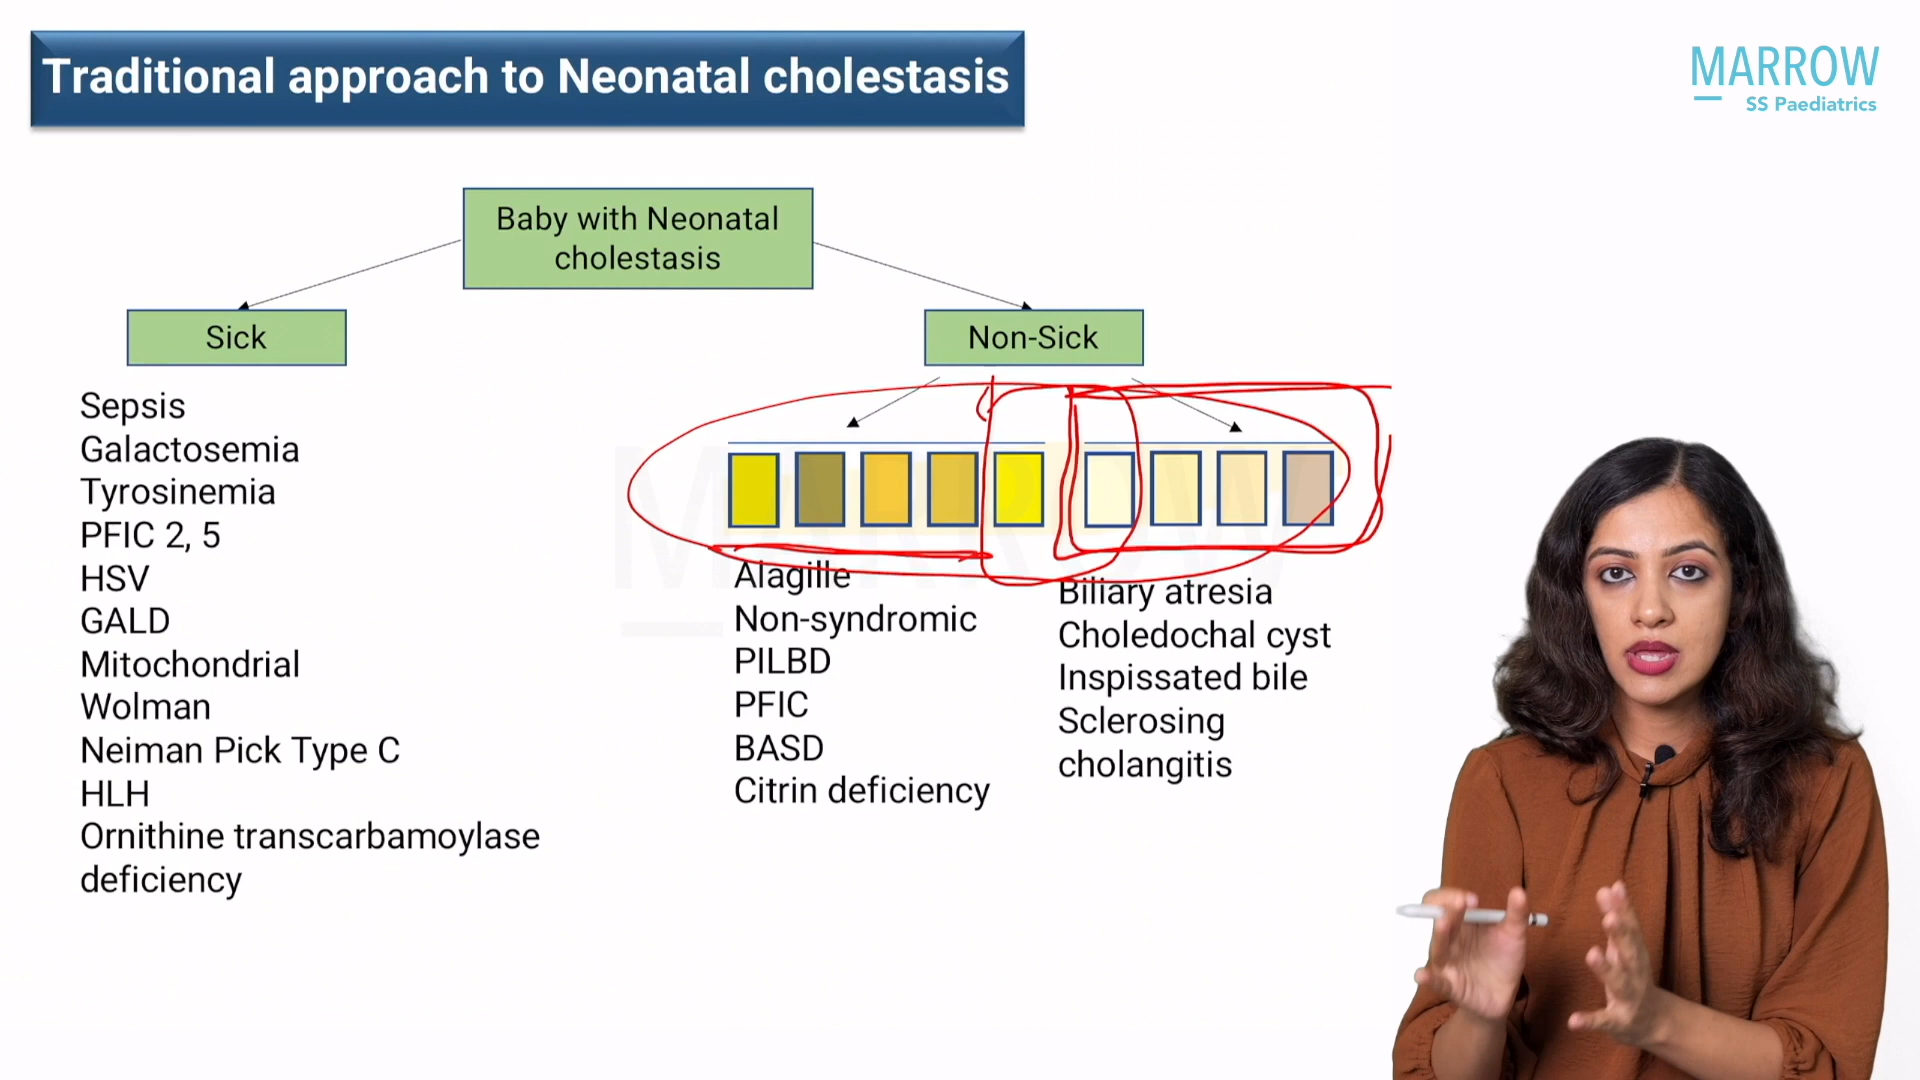 Traditional approach to Neonatal cholestasis
MARROW
SS Paediatrics
Baby with Neonatal
cholestasis
Sick
Non-Sick
Sepsis
Galactosemia
Tyrosinemia
PFIC 2, 5
HSV
GALD
Mitochondrial
Wolman
Neiman Pick Type C
HLH
Ornithine transcarbamoylase
deficiency
MARROW
Alagille
Non-syndromic
PILBD
PFIC
BASD
Citrin deficiency
Biliary atresia
Choledochal cyst
Inspissated bile
Sclerosing
cholangitis